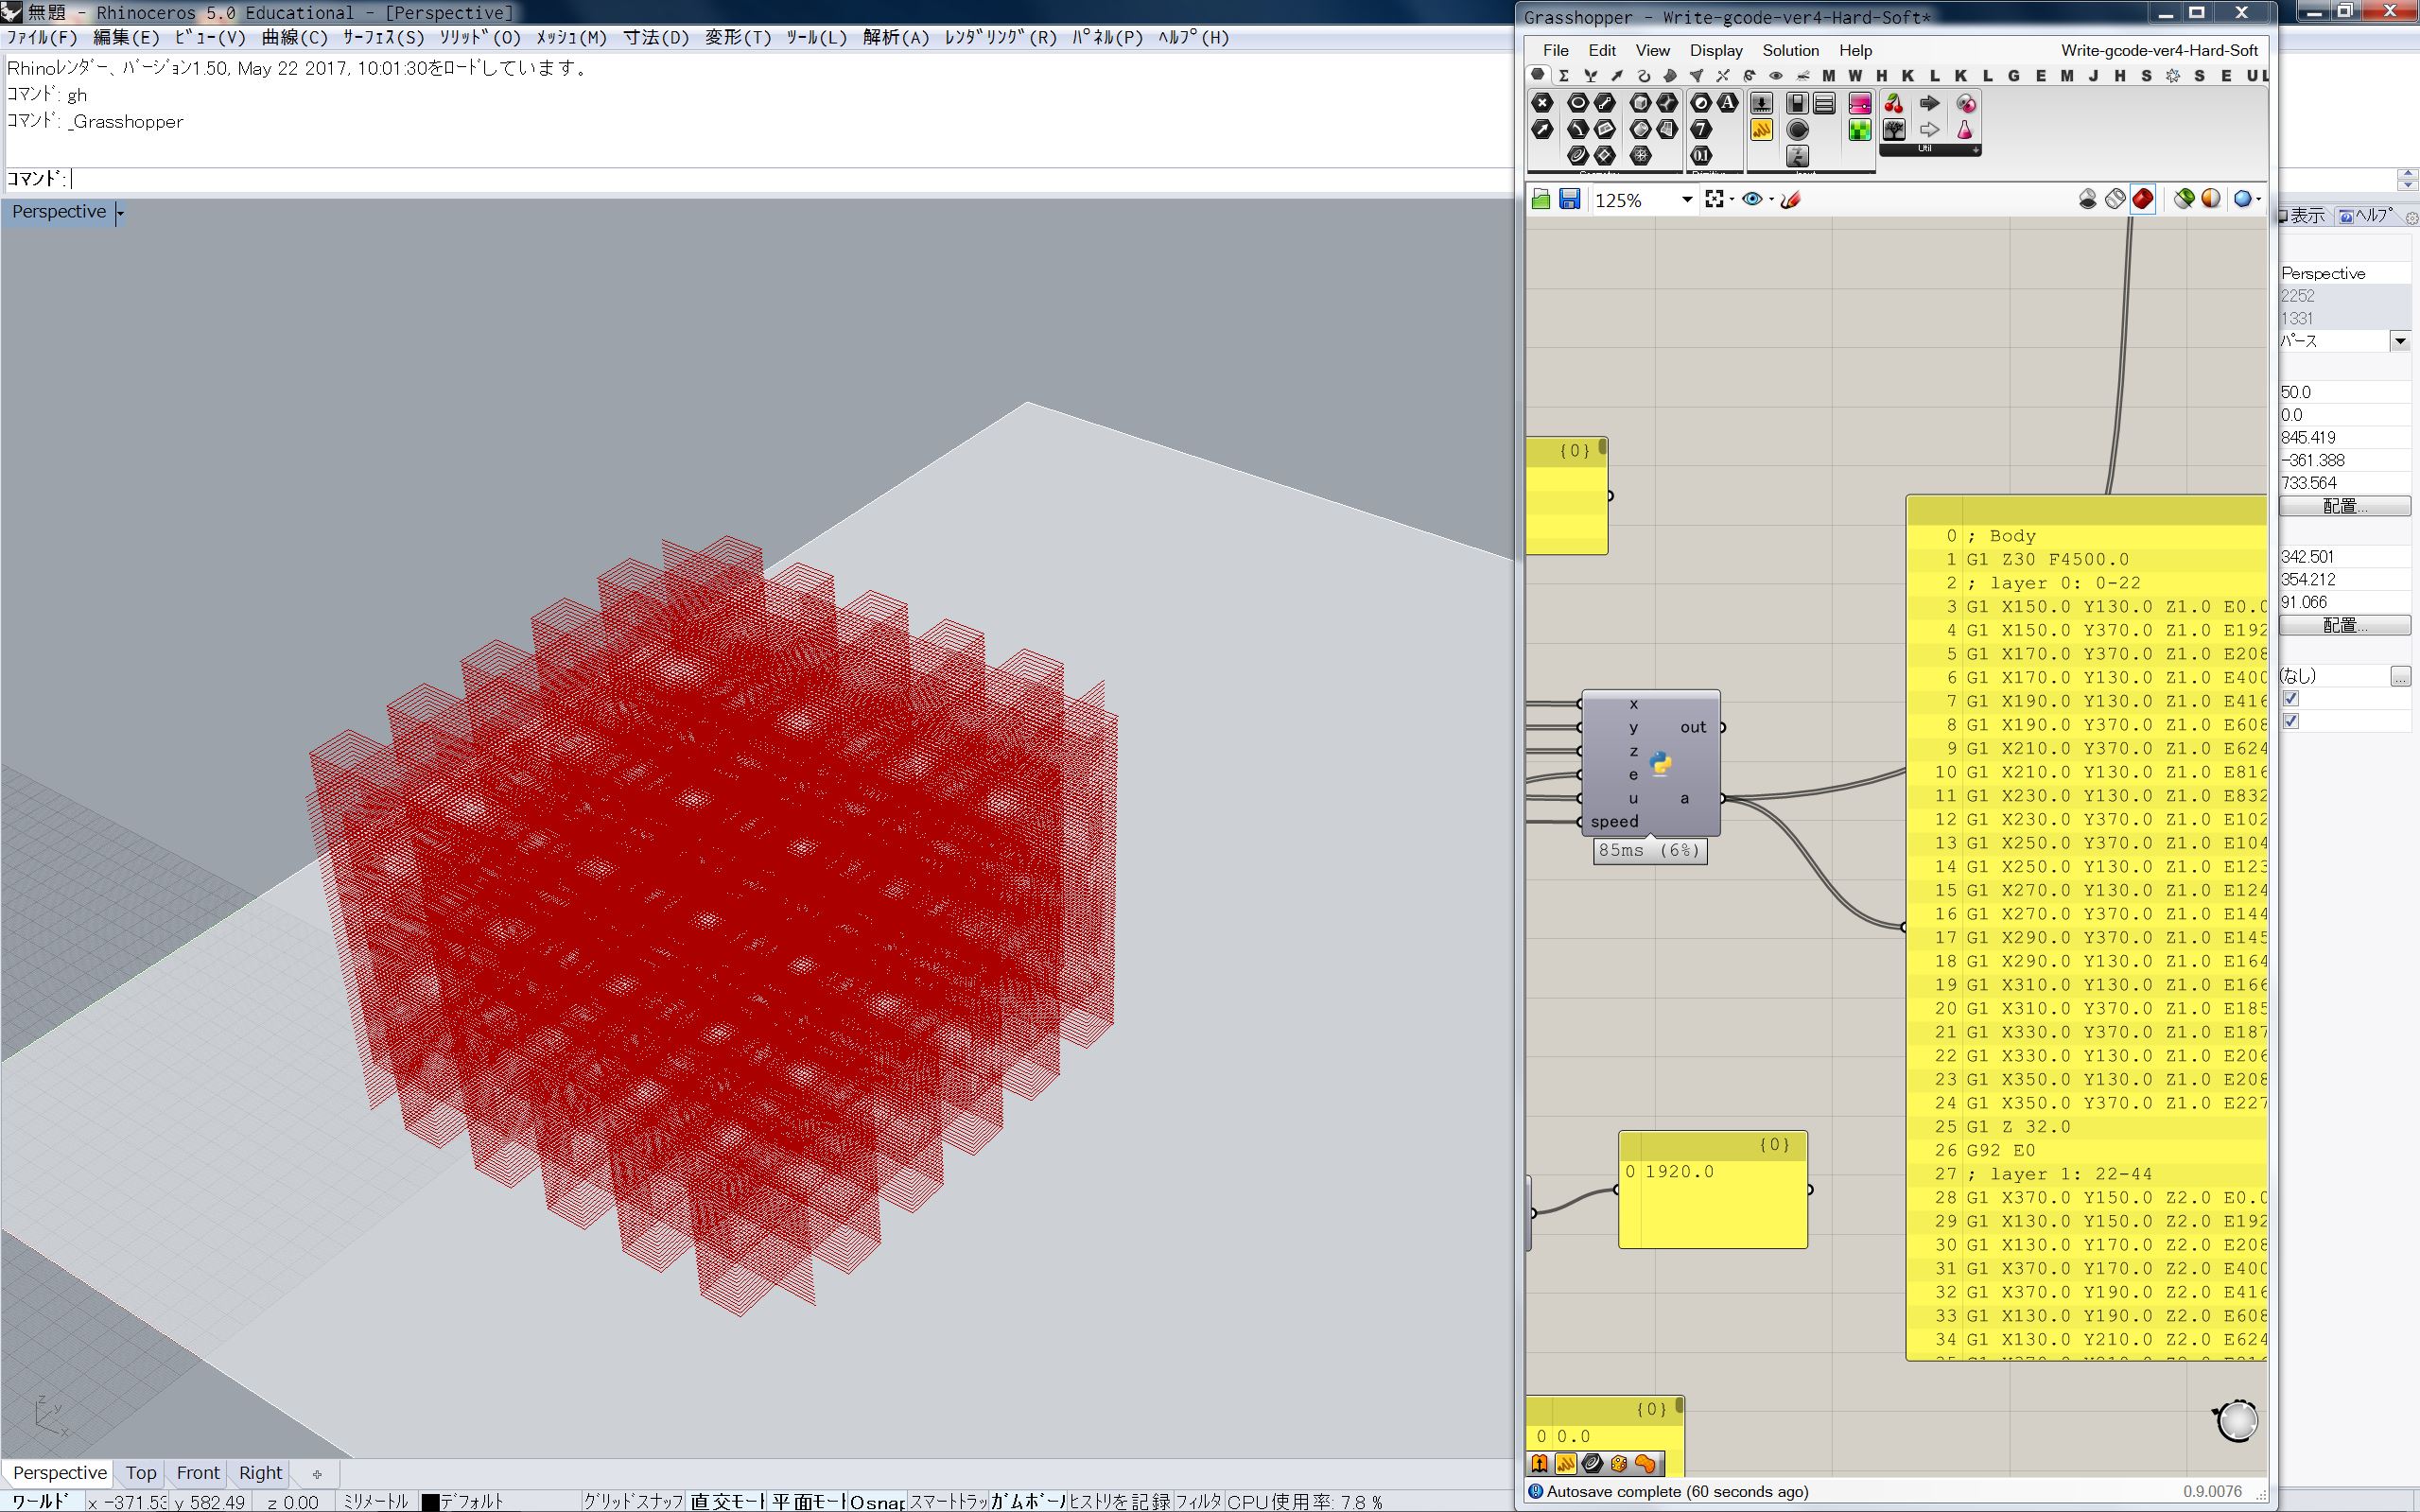 無題 - Rhinoceros 5.0 Educational - [Perspective]
ﾌｧｲﾙ(F) 編集(E) ﾋﾞｭｰ(V) 曲線(C) ｻｰﾌｪｽ(S) ｿﾘｯﾄﾞ(O) ﾒｯｼｭ(M) 寸法(D) 変形(T) ﾂｰﾙ(L) 解析(A) ﾚﾝﾀﾞﾘﾝｸﾞ(R) ﾊﾟﾈﾙ(P) ﾍﾙﾌﾟ(H)
Rhinoﾚﾝﾀﾞｰ、ﾊﾞｰｼﾞｮﾝ1.50, May 22 2017, 10:01:30をﾛｰﾄﾞしています。
ｺﾏﾝﾄﾞ: gh
ｺﾏﾝﾄﾞ: _Grasshopper
ｺﾏﾝﾄﾞ:
Perspective
Grasshopper - Write-gcode-ver4-Hard-Soft*
File Edit View Display Solution Help Write-gcode-ver4-Hard-Soft
M W H K L K L G E M J H S S E UL
Util
125%
{0}
x
y out
z
e
u a
speed
85ms (6%)
0 ; Body
1 G1 Z30 F4500.0
2 ; layer 0: 0-22
3 G1 X150.0 Y130.0 Z1.0 E0.0
4 G1 X150.0 Y370.0 Z1.0 E192
5 G1 X170.0 Y370.0 Z1.0 E208
6 G1 X170.0 Y130.0 Z1.0 E400
7 G1 X190.0 Y130.0 Z1.0 E416
8 G1 X190.0 Y370.0 Z1.0 E608
9 G1 X210.0 Y370.0 Z1.0 E624
10 G1 X210.0 Y130.0 Z1.0 E816
11 G1 X230.0 Y130.0 Z1.0 E832
12 G1 X230.0 Y370.0 Z1.0 E102
13 G1 X250.0 Y370.0 Z1.0 E104
14 G1 X250.0 Y130.0 Z1.0 E123
15 G1 X270.0 Y130.0 Z1.0 E124
16 G1 X270.0 Y370.0 Z1.0 E144
17 G1 X290.0 Y370.0 Z1.0 E145
18 G1 X290.0 Y130.0 Z1.0 E164
19 G1 X310.0 Y130.0 Z1.0 E166
20 G1 X310.0 Y370.0 Z1.0 E185
21 G1 X330.0 Y370.0 Z1.0 E187
22 G1 X330.0 Y130.0 Z1.0 E206
23 G1 X350.0 Y130.0 Z1.0 E208
24 G1 X350.0 Y370.0 Z1.0 E227
25 G1 Z 32.0
26 G92 E0
27 ; layer 1: 22-44
28 G1 X370.0 Y150.0 Z2.0 E0.0
29 G1 X130.0 Y150.0 Z2.0 E192
30 G1 X130.0 Y170.0 Z2.0 E208
31 G1 X370.0 Y170.0 Z2.0 E400
32 G1 X370.0 Y190.0 Z2.0 E416
33 G1 X130.0 Y190.0 Z2.0 E608
34 G1 X130.0 Y210.0 Z2.0 E624
{0}
0 1920.0
{0}
0 0.0
Autosave complete (60 seconds ago) 0.9.0076
表示 ﾍﾙﾌﾟ
Perspective
2252
1331
ﾊﾟｰｽ
50.0
0.0
845.419
-361.388
733.564
配置...
342.501
354.212
91.066
配置...
(なし) ...
z
y
x
Perspective Top Front Right
ﾜｰﾙﾄﾞ x -371.53 y 582.49 z 0.00 ﾐﾘﾒｰﾄﾙ ﾃﾞﾌｫﾙﾄ ｸﾞﾘｯﾄﾞｽﾅｯﾌﾟ 直交ﾓｰﾄﾞ 平面ﾓｰﾄﾞ Osnap ｽﾏｰﾄﾄﾗｯ ｶﾞﾑﾎﾞｰﾙ ﾋｽﾄﾘを記録 ﾌｨﾙﾀ CPU使用率: 7.8 %